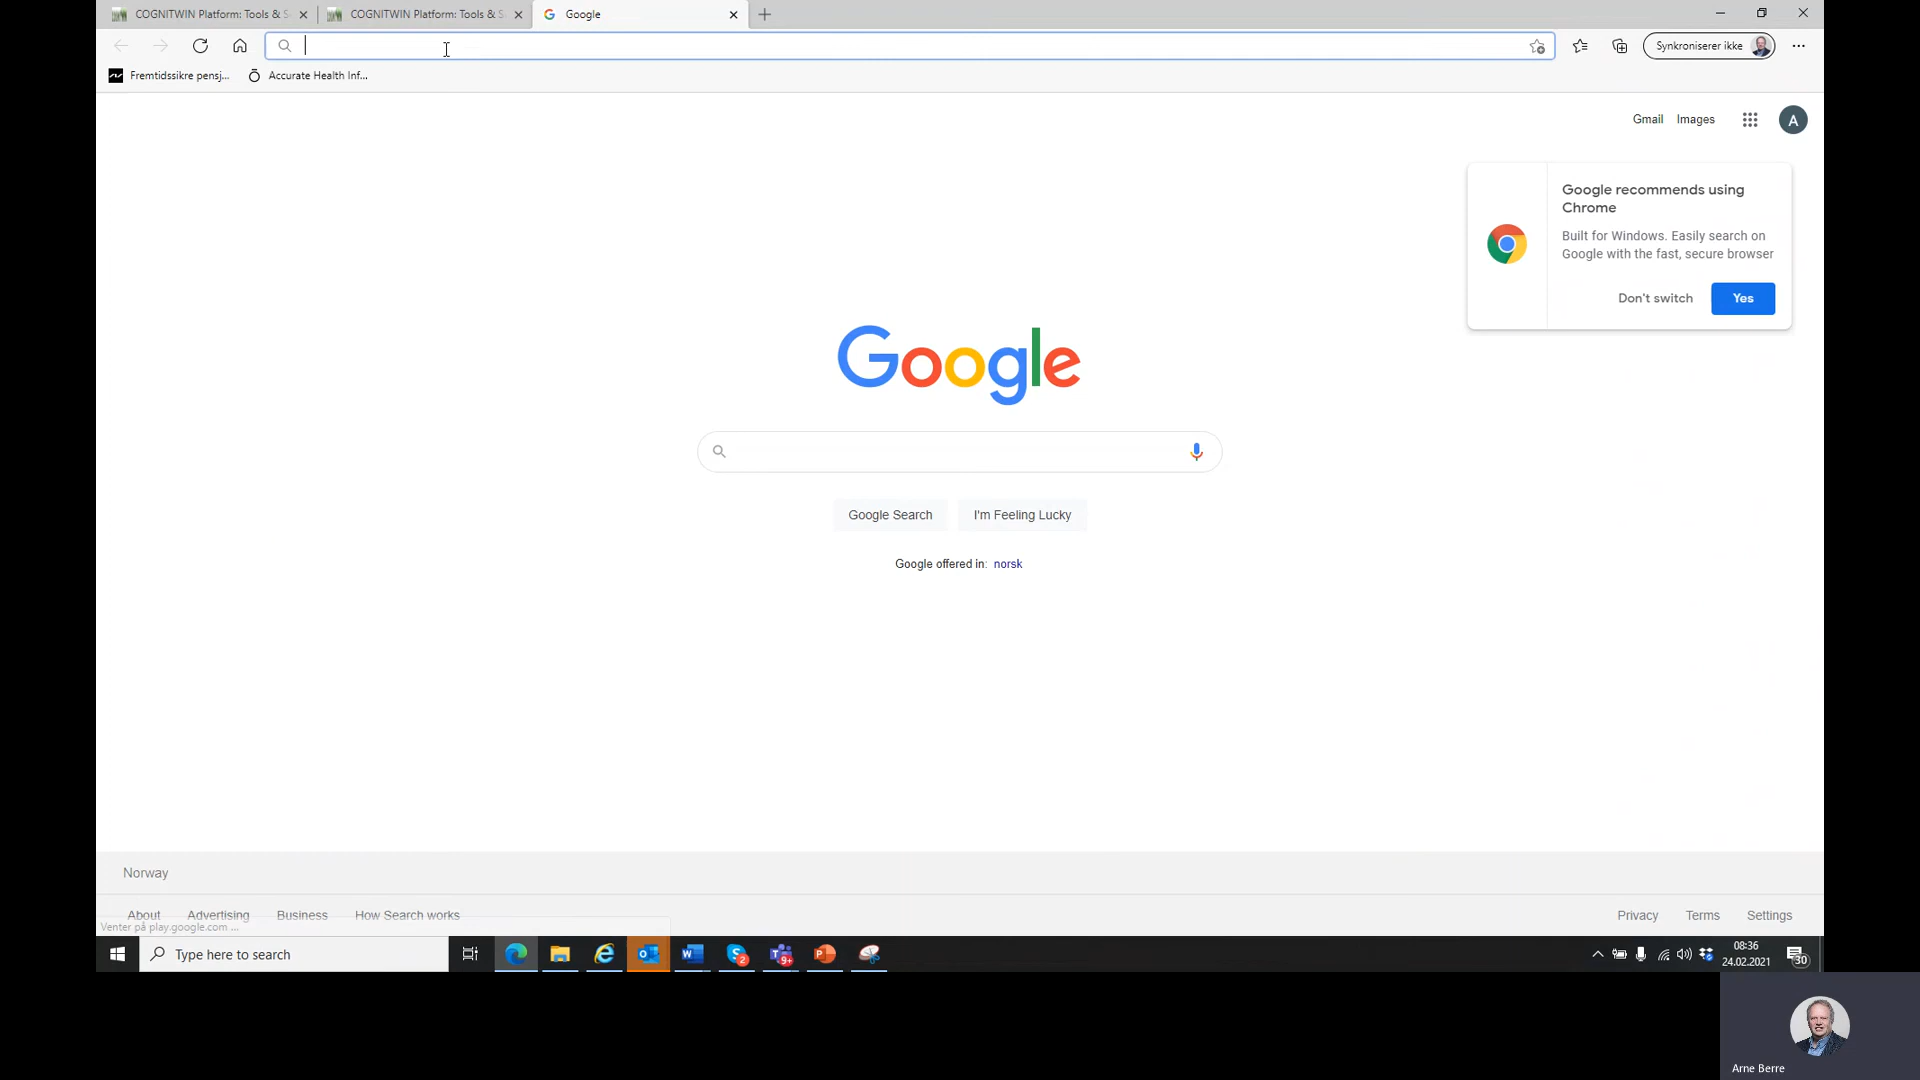 COGNITWIN Platform: Tools & S
COGNITWIN Platform: Tools & S
Google
Synkroniserer ikke
Fremtidssikre pensj...
Accurate Health Inf...
Gmail
Images
A
Google recommends using
Chrome
Built for Windows. Easily search on
Google with the fast, secure browser
Don't switch
Yes
Google
Google Search
I'm Feeling Lucky
Google offered in: norsk
Norway
About
Advertising
Business
How Search works
Privacy
Terms
Settings
Venter på play.google.com ...
Type here to search
2
9+
08:36
24.02.2021
30
Arne Berre